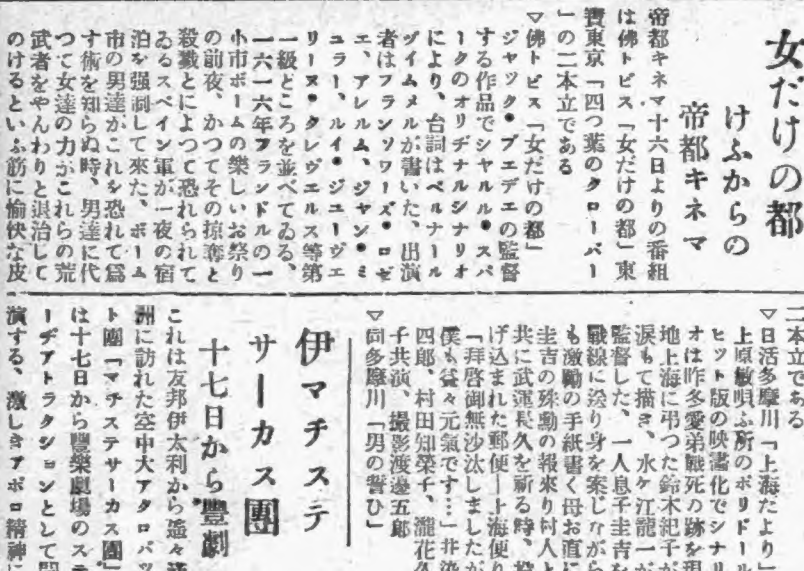 女だけの都
けふからの
帝都キネマ
帝都キネマ十六日よりの番組
は佛トビス「女だけの都」東
寶東京「四つ葉のクローバー
」の二本立である
▽佛トビス「女だけの都」
ジャック・フエデエの監督
する作品でシヤルル・スパ
ークのオリヂナルシナリオ
により、台詞はベルナール
ヅイムメルが書いた、出演
者はフランソワーズ・ロゼ
エ、アレルム、ジャン・ミ
ユラー、ルイ・ジユーヴエ
リーヌ・クレヴエルス等第
一級どころを並べてゐる、
一六一六年フランドルの一
小市ボームの樂しいお祭り
の前夜、かつてその掠奪と
殺戮とによつて恐れられて
ゐるスペイン軍が一夜の宿
泊を强制して來た、ボーム
市の男達がこれを恐れて爲
す術を知らぬ時、男達に代
つて女達の力がこれらの荒
武者をやんわりと退治して
のけるといふ筋に愉快な皮
二本立である
▽日活多摩川「上海だより」
上原敏唄ふ所のポリドール
ヒット版の映畫化でシナリ
オは昨冬愛弟戰死の跡を現
地上海に弔つた鈴木紀子が
淚もて描き、水ケ江龍一が
監督した、一人息子圭吉を
戰線に送り身を案じながら
も激勵の手紙書く母お直に
圭吉の殊勳の報來り村人と
共に武運長久を祈る時、投
げ込まれた郵便―上海便り
「拜啓御無沙汰しましたが
僕も益々元氣です…」井染
四郎、村田知榮子、瀧花久
子共演、撮影渡邊五郎
▽同多摩川「男の誓ひ」
伊マチステ
サーカス團
十七日から豐劇
これは友邦伊太利から遙々
洲に訪れた空中大アクロバツ
ト團「マチステサーカス團」
は十七日から豐樂劇場のステ
ーヂアトラクシヨンとして
演する、激しきアポロ精神に